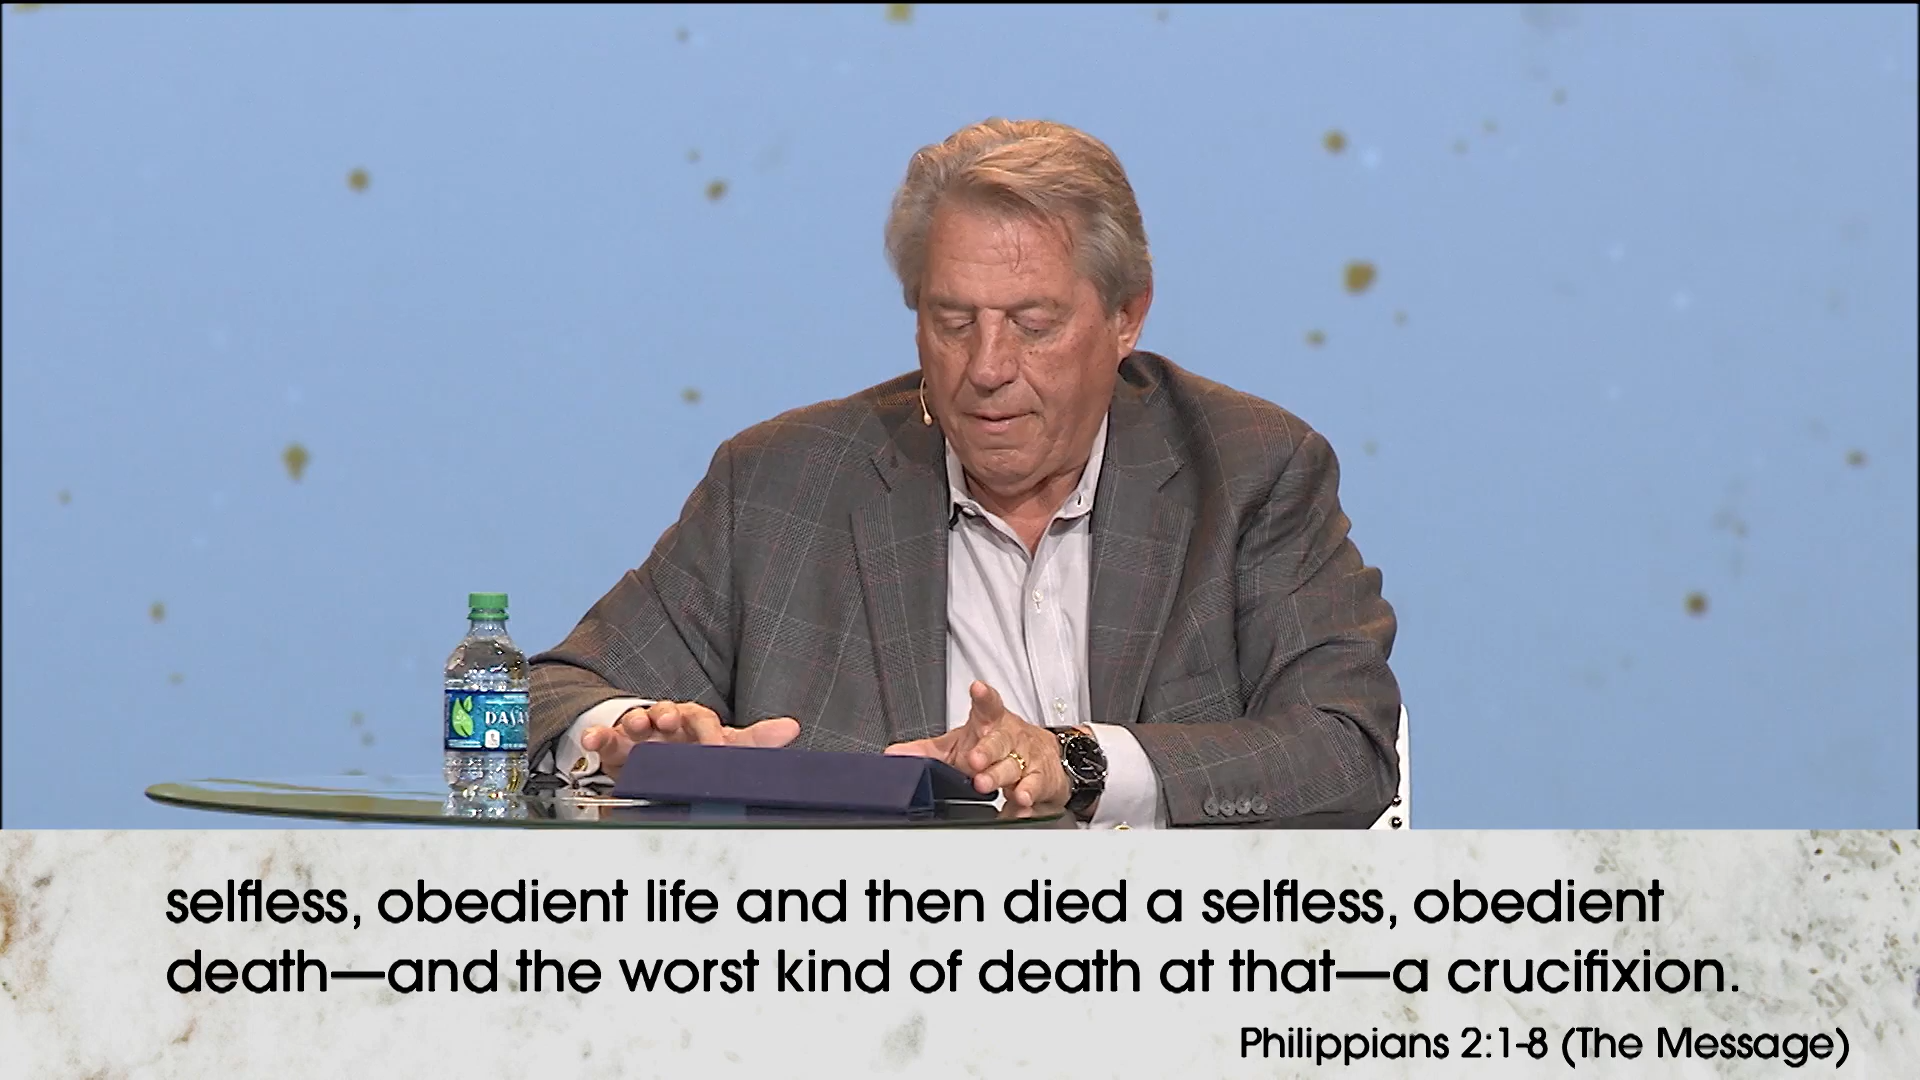 DASA
selfless, obedient life and then died a selfless, obedient
death—and the worst kind of death at that—a crucifixion.
Philippians 2:1-8 (The Message)